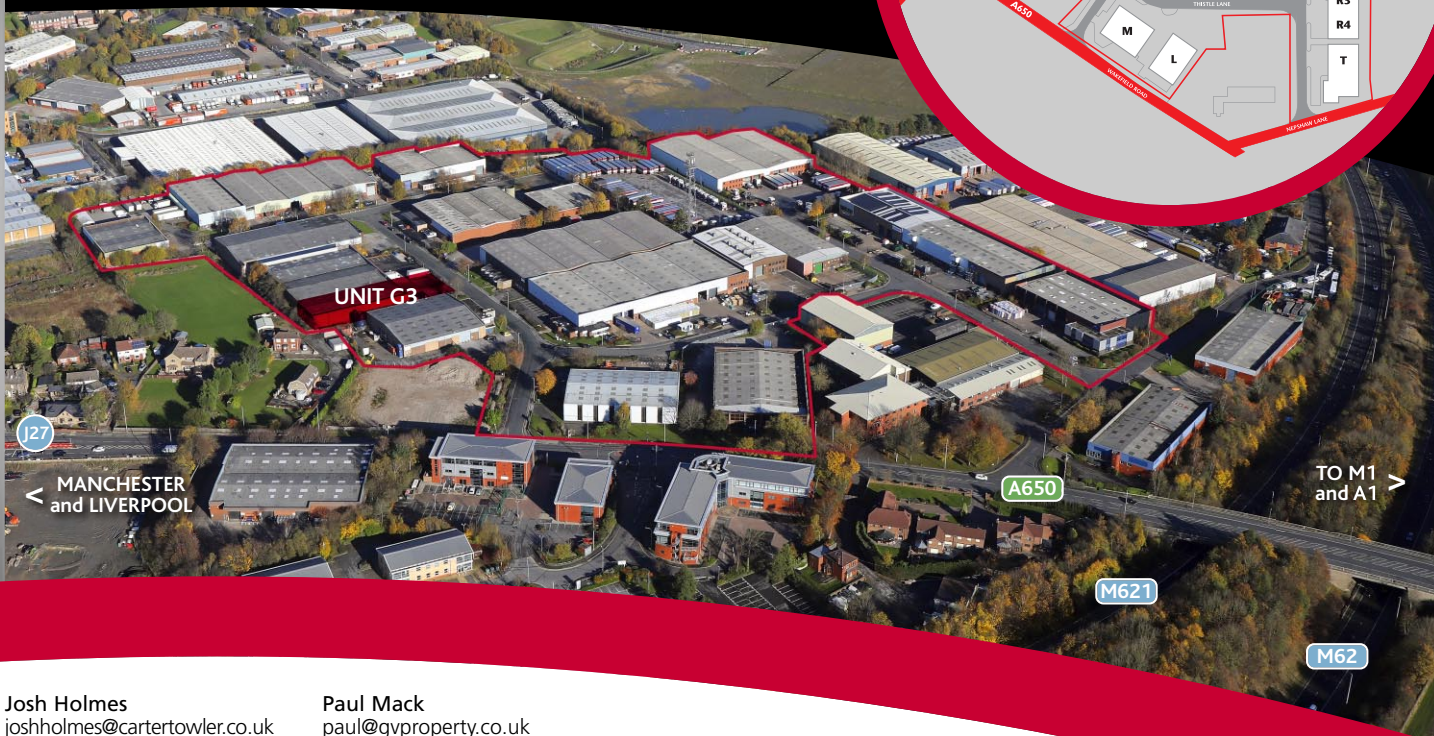 THISTLE LANE
R3
R4
A650
M
L
T
WAKEFIELD ROAD
NEPSHAW LANE
UNIT G3
J27
< MANCHESTER
and LIVERPOOL
A650
TO M1 >
and A1
M621
M62
Josh Holmes
joshholmes@cartertowler.co.uk
Paul Mack
paul@gvproperty.co.uk